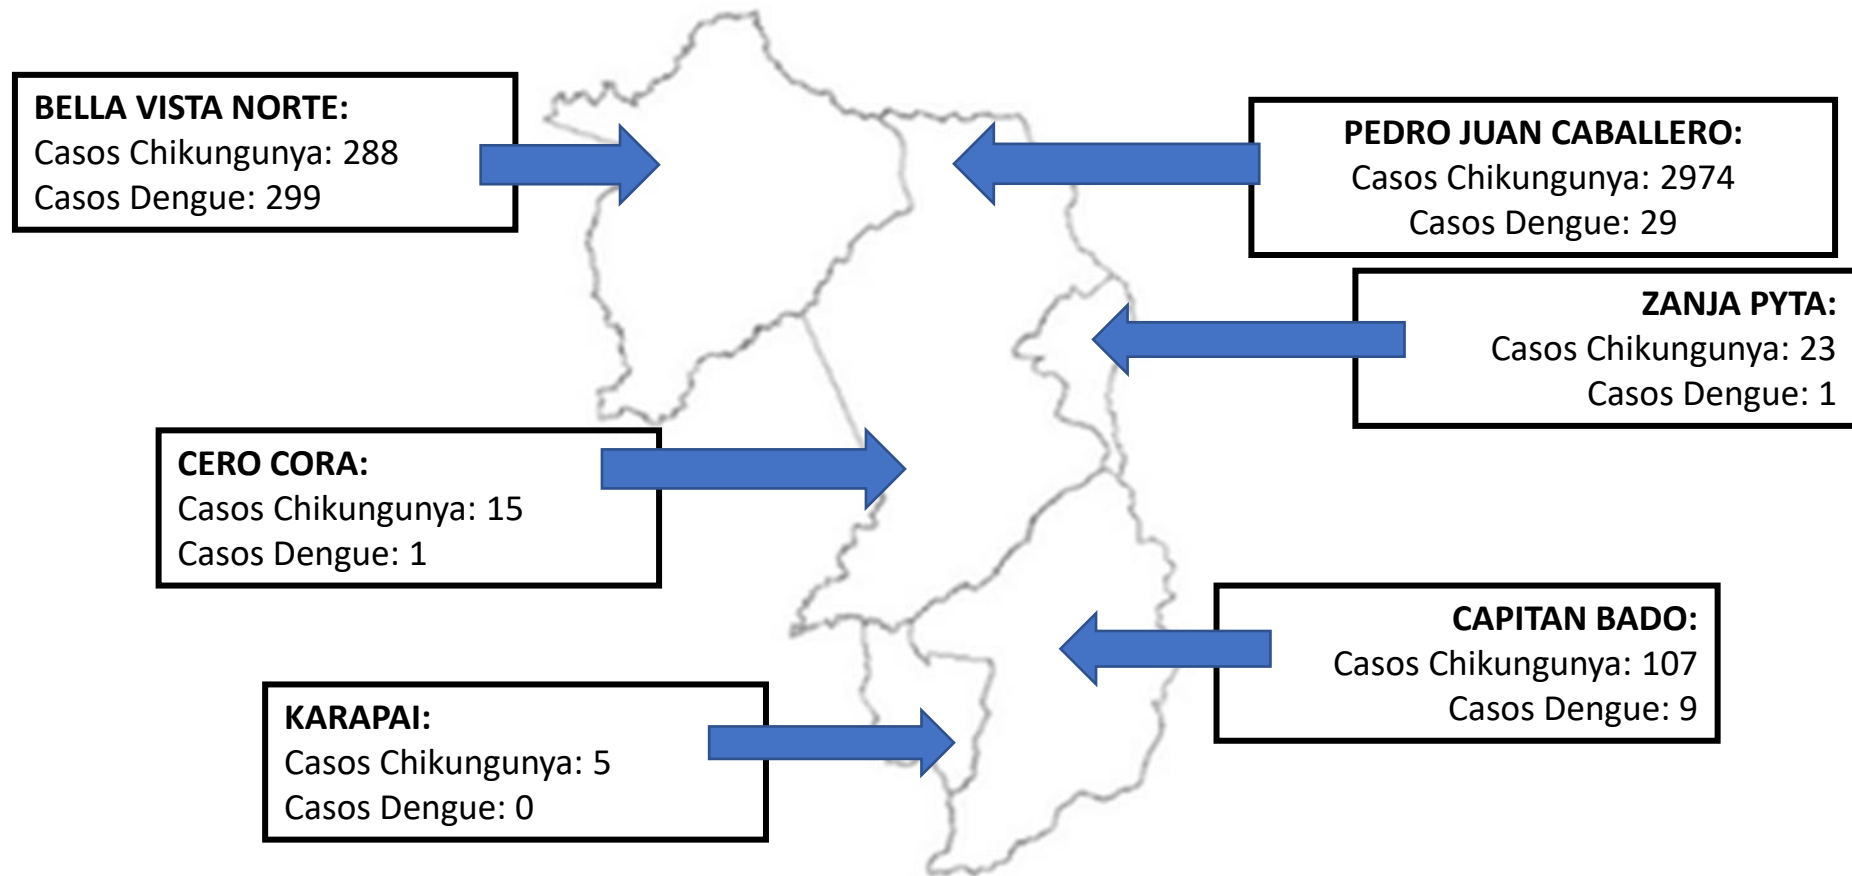 BELLA VISTA NORTE:
Casos Chikungunya: 288
Casos Dengue: 299
PEDRO JUAN CABALLERO:
Casos Chikungunya: 2974
Casos Dengue: 29
ZANJA PYTA:
Casos Chikungunya: 23
Casos Dengue: 1
CERO CORA:
Casos Chikungunya: 15
Casos Dengue: 1
CAPITAN BADO:
Casos Chikungunya: 107
Casos Dengue: 9
KARAPAI:
Casos Chikungunya: 5
Casos Dengue: 0